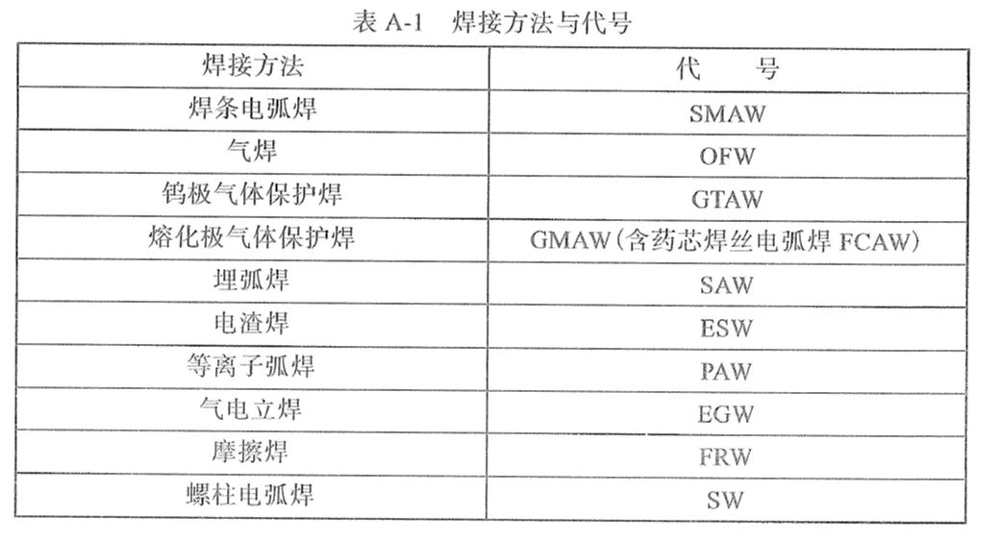 表 A-1 焊接方法与代号
焊接方法 代 号
焊条电弧焊 SMAW
气焊 OFW
钨极气体保护焊 GTAW
熔化极气体保护焊 GMAW(含药芯焊丝电弧焊 FCAW)
埋弧焊 SAW
电渣焊 ESW
等离子弧焊 PAW
气电立焊 EGW
摩擦焊 FRW
螺柱电弧焊 SW